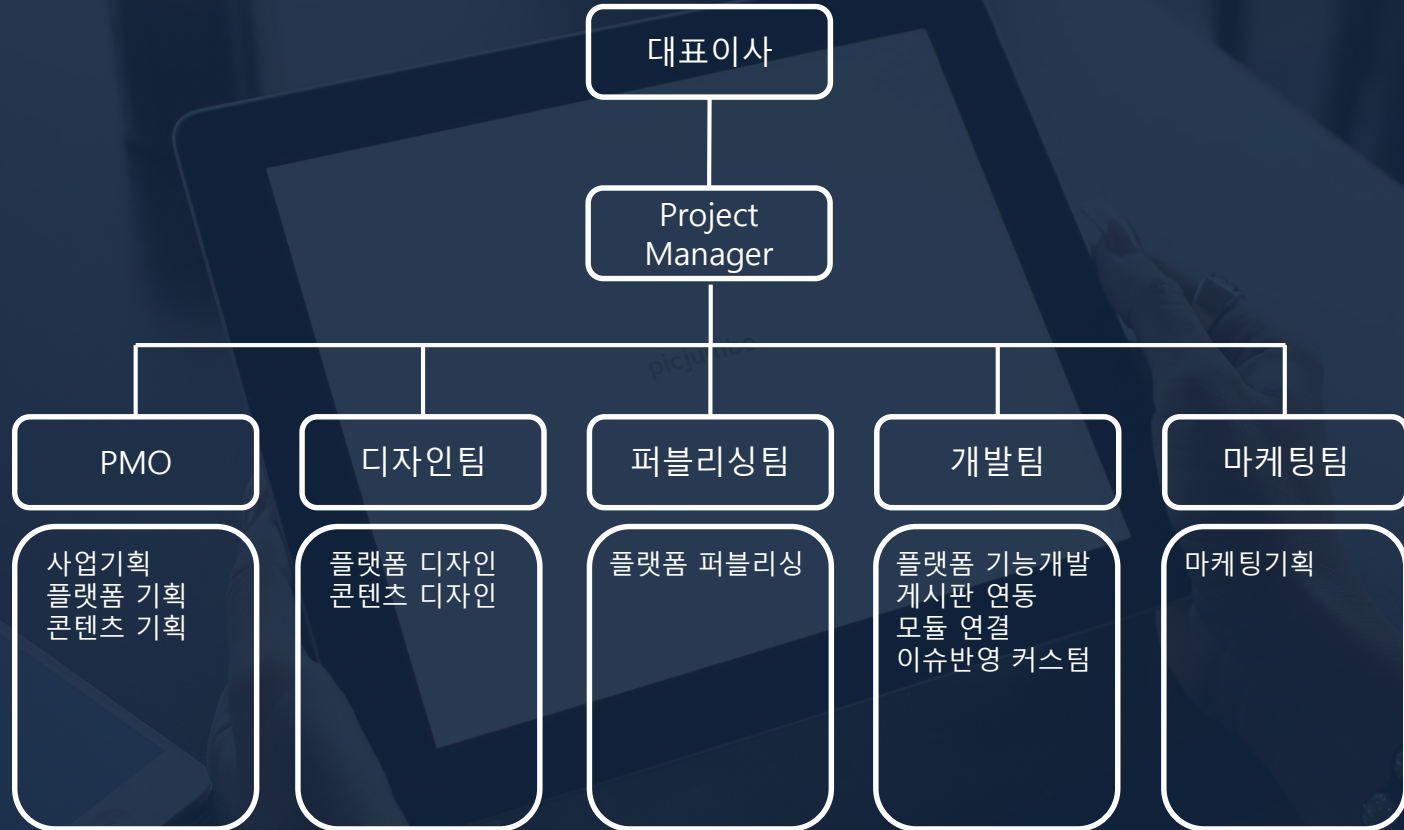 대표이사
Project
Manager
PMO
디자인팀
퍼블리싱팀
개발팀
마케팅팀
사업기획
플랫폼 기획
콘텐츠 기획
플랫폼 디자인
콘텐츠 디자인
플랫폼 퍼블리싱
플랫폼 기능개발
게시판 연동
모듈 연결
이슈반영 커스텀
마케팅기획